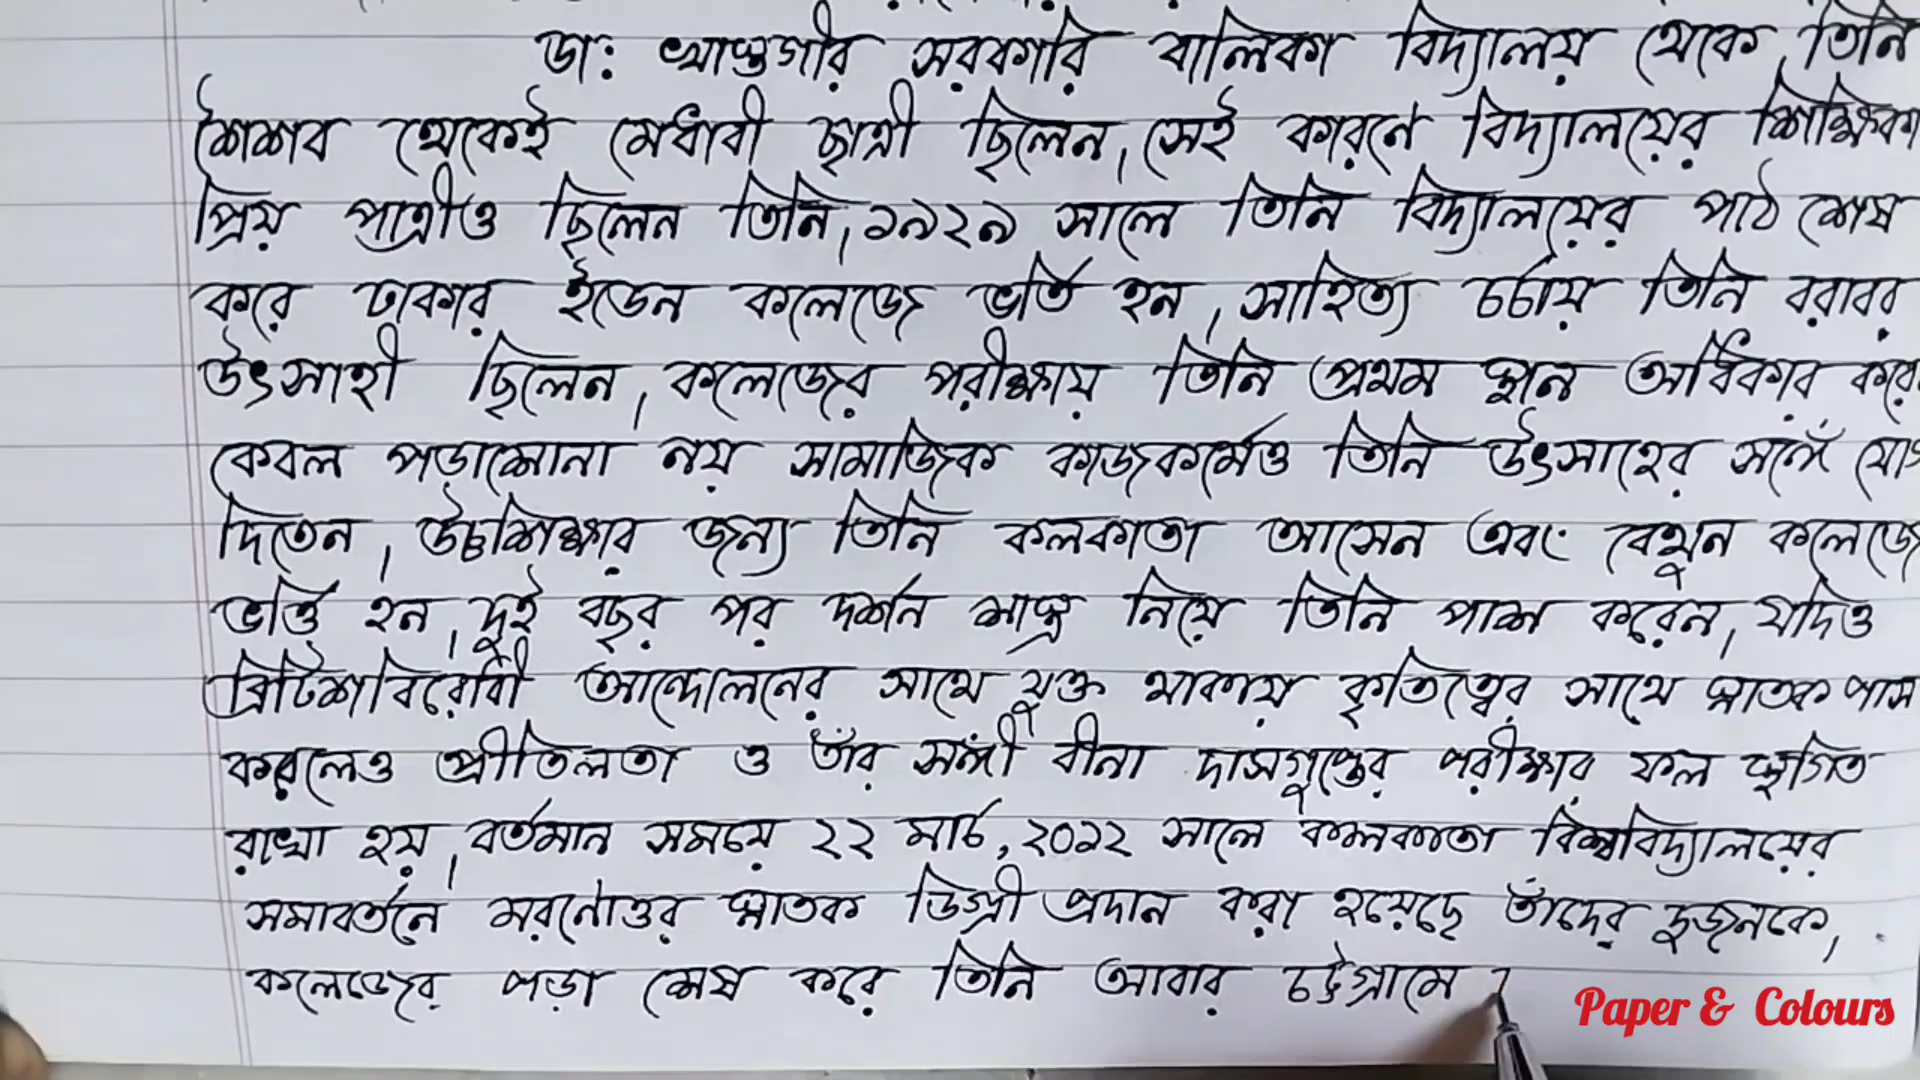 ডা: খাস্তগীর সরকারি বালিকা বিদ্যালয় থেকে, তিনি
শৈশব থেকেই মেধাবী ছাত্রী ছিলেন, সেই কারনে বিদ্যালয়ের
প্রিয় পাত্রীও ছিলেন তিনি, ১৯২৯ সালে তিনি বিদ্যালয়ের পাঠ শেষ
করে ঢাকার ইডেন কলেজে ভর্তি হন, সাহিত্য চর্চায় তিনি বরাবর
উৎসাহী ছিলেন, কলেজের পরীক্ষায় তিনি প্রথম স্থান অধিকার করে
কেবল পড়াশোনা নয় সামাজিক কাজকর্মেও তিনি উৎসাহের সঙ্গে
দিতেন, উচ্চশিক্ষার জন্য তিনি কলকাতা আসেন এবং বেথুন কলেজে
ভর্ত্তি হন, দুই বছর পর দর্শন শাস্ত্র নিয়ে তিনি পাশ করেন, যদিও
ব্রিটিশবিরোধী আন্দোলনের সাথে যুক্ত থাকায় কৃতিত্বের সাথে স্নাতক পাস
করলেও প্রীতিলতা ও তাঁর সঙ্গী বীনা দাসগুপ্তের পরীক্ষার ফল স্থগিত
রাখা হয়, বর্তমান সময়ে ২২ মার্চ, ২০১২ সালে কলকাতা বিশ্ববিদ্যালয়ের
সমাবর্তনে মরনোত্তর স্নাতক ডিগ্রী প্রদান করা হয়েছে তাঁদের দুজনকে,
কলেজের পড়া শেষ করে তিনি আবার চট্টগ্রামে
Paper & Colours